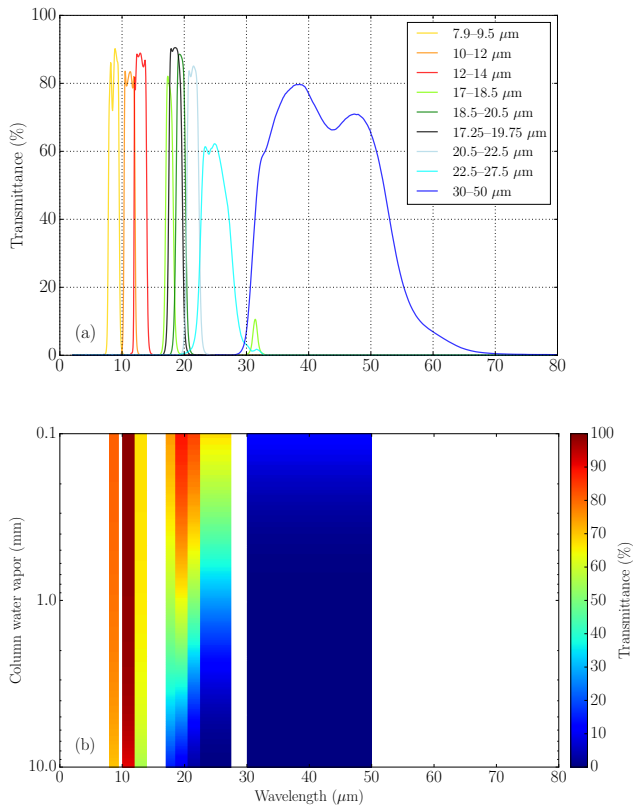 100
80
60
40
20
0
Transmittance (%)
7.9–9.5 μm
10–12 μm
12–14 μm
17–18.5 μm
18.5–20.5 μm
17.25–19.75 μm
20.5–22.5 μm
22.5–27.5 μm
30–50 μm
(a)
0 10 20 30 40 50 60 70 80
0.1
1.0
10.0
Column water vapor (mm)
(b)
0 10 20 30 40 50 60 70 80
Wavelength (μm)
100
90
80
70
60
50
40
30
20
10
0
Transmittance (%)